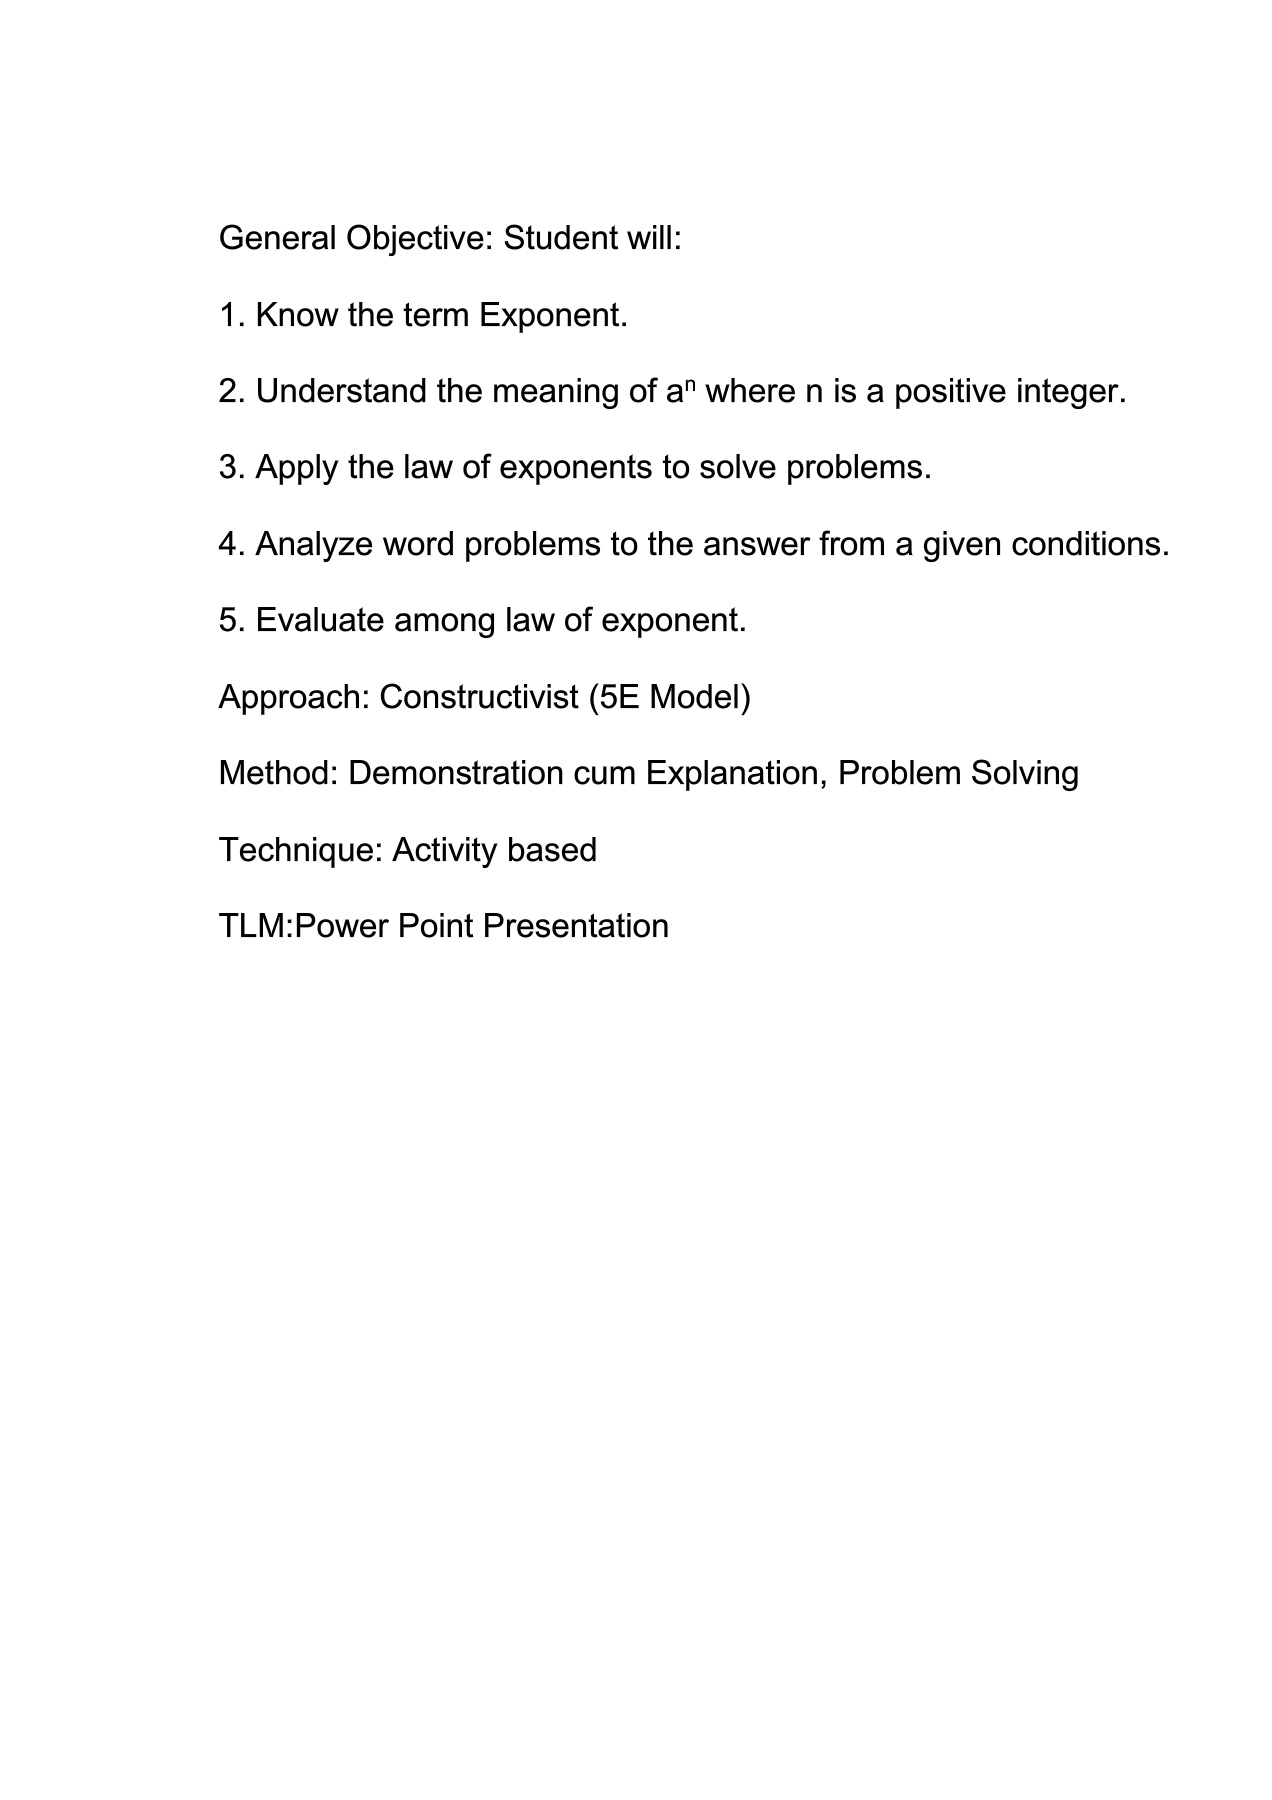 General Objective: Student will:
1. Know the term Exponent.
2. Understand the meaning of aⁿ where n is a positive integer.
3. Apply the law of exponents to solve problems.
4. Analyze word problems to the answer from a given conditions.
5. Evaluate among law of exponent.
Approach: Constructivist (5E Model)
Method: Demonstration cum Explanation, Problem Solving
Technique: Activity based
TLM:Power Point Presentation